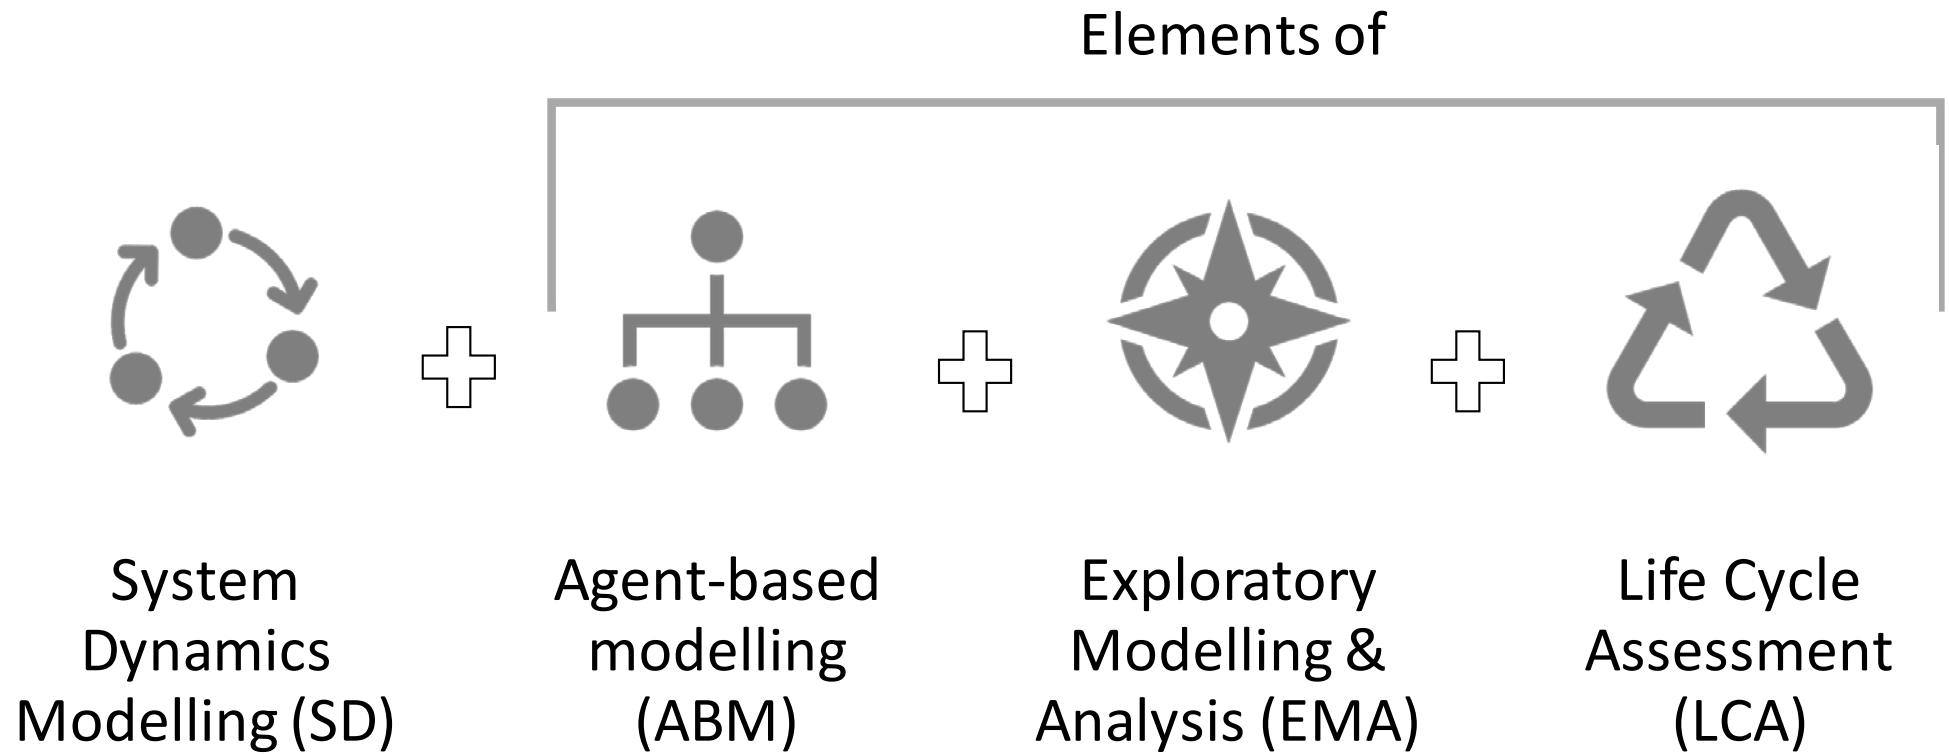 Elements of
System
Dynamics
Modelling (SD)
Agent-based
modelling
(ABM)
Exploratory
Modelling &
Analysis (EMA)
Life Cycle
Assessment
(LCA)